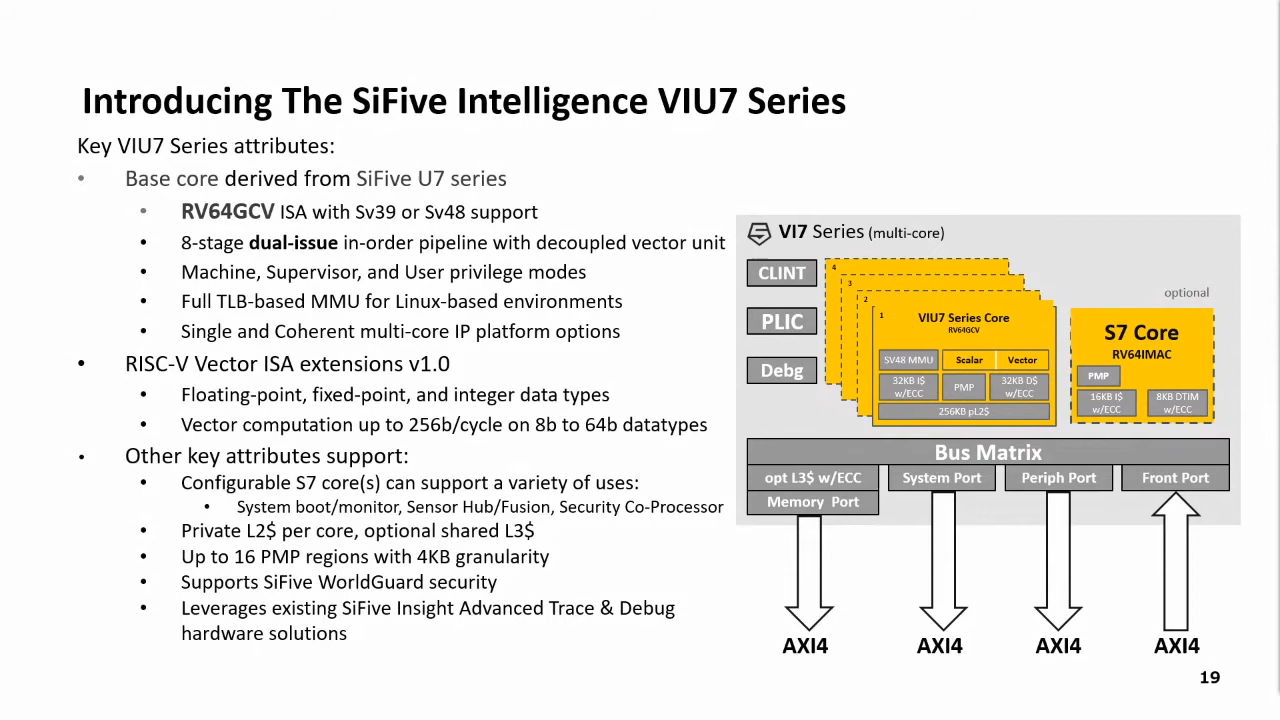 Introducing The SiFive Intelligence VIU7 Series
Key VIU7 Series attributes:
• Base core derived from SiFive U7 series
• RV64GCV ISA with Sv39 or Sv48 support
• 8-stage dual-issue in-order pipeline with decoupled vector unit
• Machine, Supervisor, and User privilege modes
• Full TLB-based MMU for Linux-based environments
• Single and Coherent multi-core IP platform options
• RISC-V Vector ISA extensions v1.0
• Floating-point, fixed-point, and integer data types
• Vector computation up to 256b/cycle on 8b to 64b datatypes
• Other key attributes support:
• Configurable S7 core(s) can support a variety of uses:
• System boot/monitor, Sensor Hub/Fusion, Security Co-Processor
• Private L2$ per core, optional shared L3$
• Up to 16 PMP regions with 4KB granularity
• Supports SiFive WorldGuard security
• Leverages existing SiFive Insight Advanced Trace & Debug
hardware solutions
VI7 Series (multi-core)
CLINT
PLIC
Debg
4
3
2
1
VIU7 Series Core
RV64GCV
SV48 MMU
Scalar
Vector
32KB I$
w/ECC
PMP
32KB D$
w/ECC
256KB pL2$
optional
S7 Core
RV64IMAC
PMP
16KB I$
w/ECC
8KB DTIM
w/ECC
Bus Matrix
opt L3$ w/ECC
System Port
Periph Port
Front Port
Memory Port
AXI4
AXI4
AXI4
AXI4
19